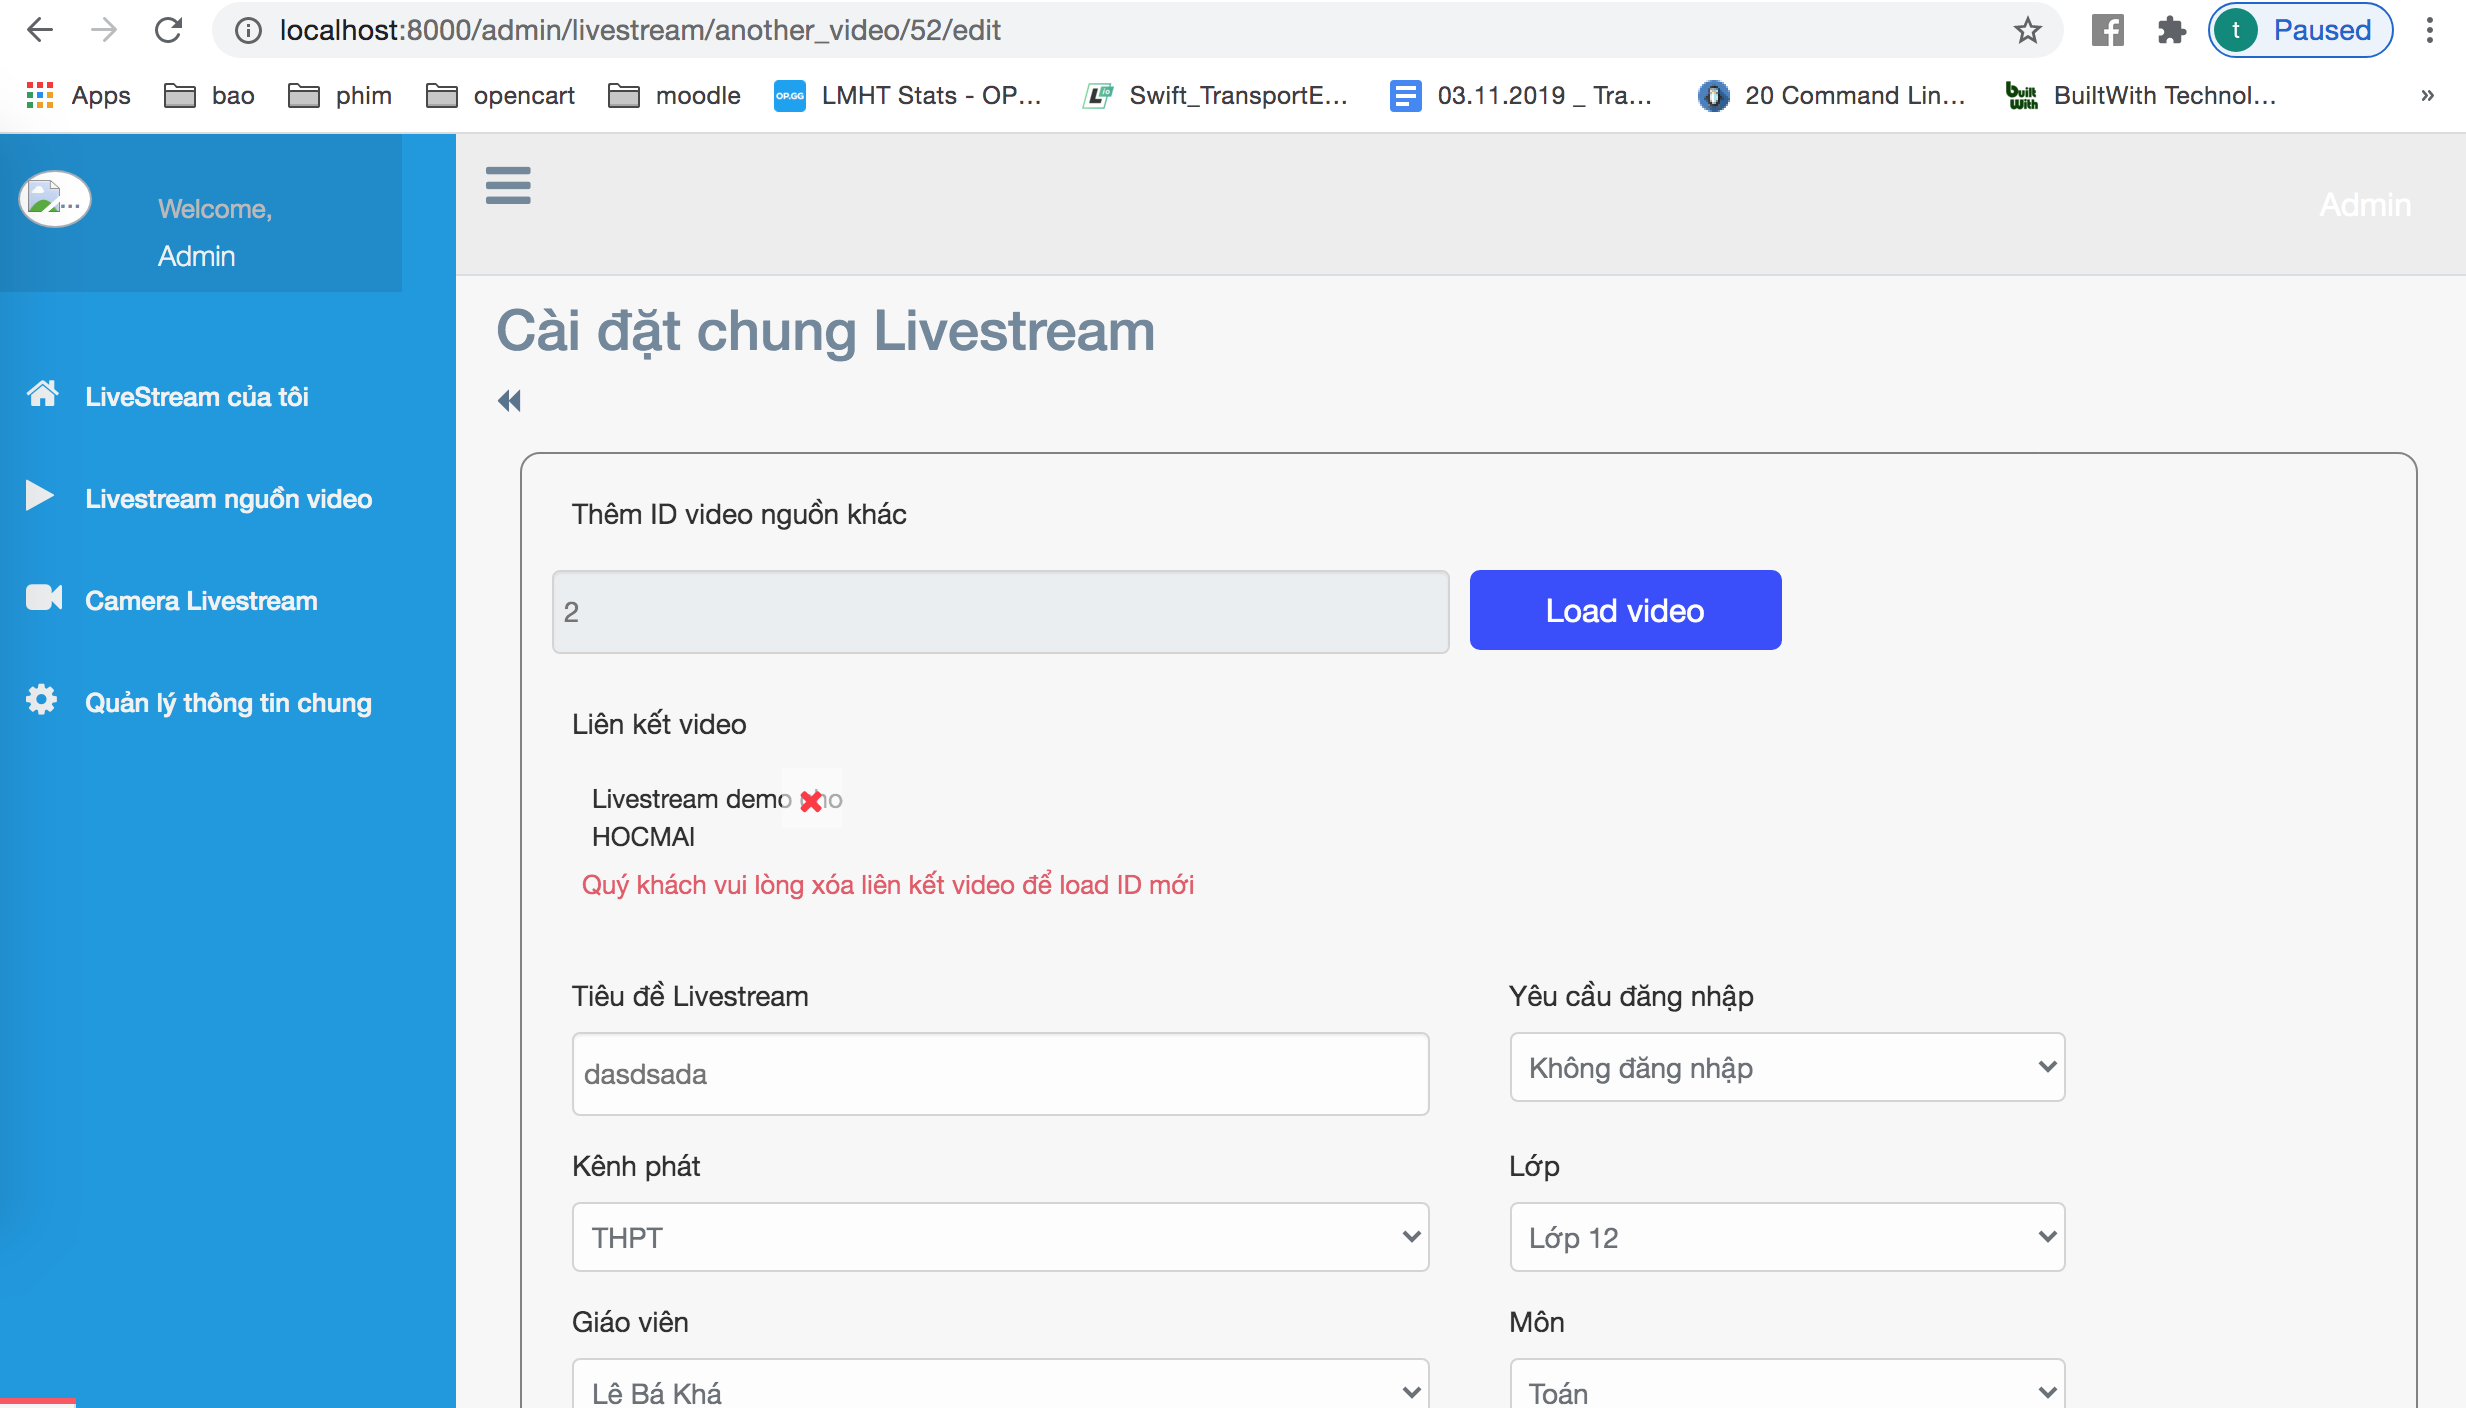 localhost:8000/admin/livestream/another_video/52/edit
t Paused
Apps bao phim opencart moodle OP.GG LMHT Stats - OP... Swift_TransportE... 03.11.2019 _ Tra... 20 Command Lin... built With BuiltWith Technol... »
Welcome,
Admin
Admin
LiveStream của tôi
Livestream nguồn video
Camera Livestream
Quản lý thông tin chung
Cài đặt chung Livestream
Thêm ID video nguồn khác
2
Load video
Liên kết video
Livestream demo
HOCMAI
Quý khách vui lòng xóa liên kết video để load ID mới
Tiêu đề Livestream
Yêu cầu đăng nhập
dasdsada
Không đăng nhập
Kênh phát
Lớp
THPT
Lớp 12
Giáo viên
Môn
Lê Bá Khá
Toán